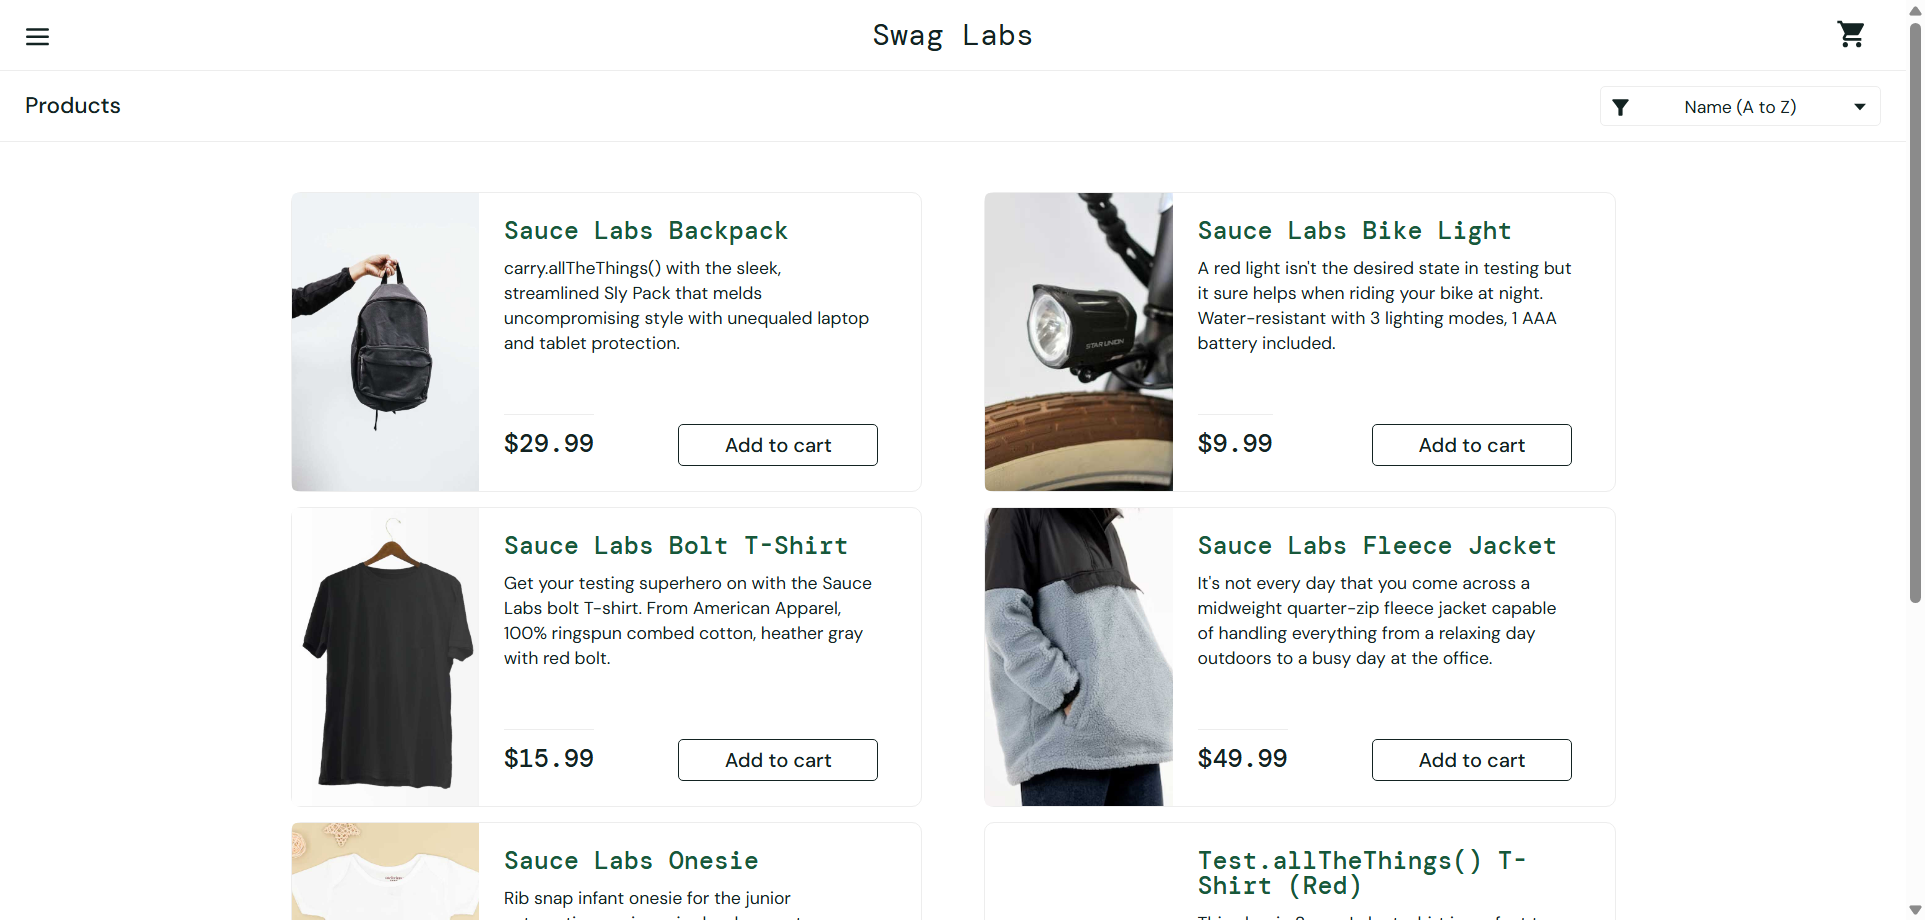 Swag Labs
Products
Name (A to Z)
Sauce Labs Backpack
carry.allTheThings() with the sleek,
streamlined Sly Pack that melds
uncompromising style with unequaled laptop
and tablet protection.
$29.99
Add to cart
Sauce Labs Bike Light
A red light isn't the desired state in testing but
it sure helps when riding your bike at night.
Water-resistant with 3 lighting modes, 1 AAA
battery included.
$9.99
Add to cart
STAR UNION
Sauce Labs Bolt T-Shirt
Get your testing superhero on with the Sauce
Labs bolt T-shirt. From American Apparel,
100% ringspun combed cotton, heather gray
with red bolt.
$15.99
Add to cart
Sauce Labs Fleece Jacket
It's not every day that you come across a
midweight quarter-zip fleece jacket capable
of handling everything from a relaxing day
outdoors to a busy day at the office.
$49.99
Add to cart
Sauce Labs Onesie
Rib snap infant onesie for the junior
Test.allTheThings() T-
Shirt (Red)